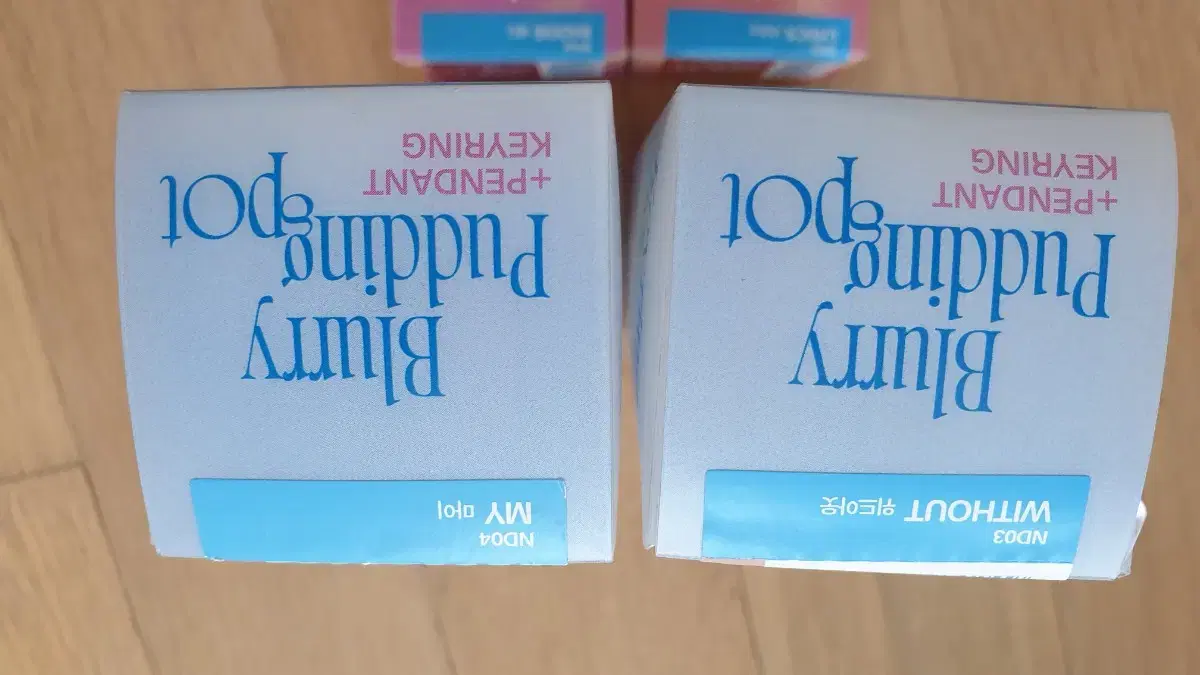 Blurry
Pudding
pot
+PENDANT
KEYRING
ND03
WITHOUT 위드아웃
Blurry
Pudding
pot
+PENDANT
KEYRING
ND04
MY 마이